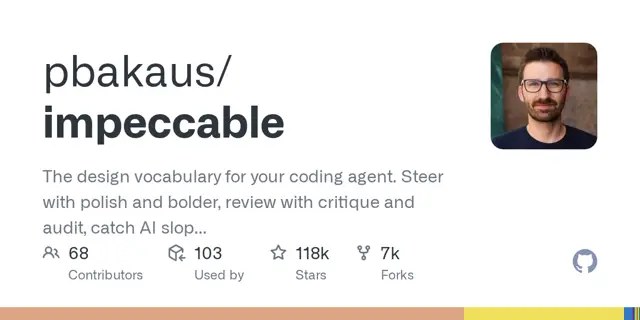 pbakaus/
impeccable
The design vocabulary for your coding agent. Steer
with polish and bolder, review with critique and
audit, catch AI slop...
68
Contributors
103
Used by
118k
Stars
7k
Forks